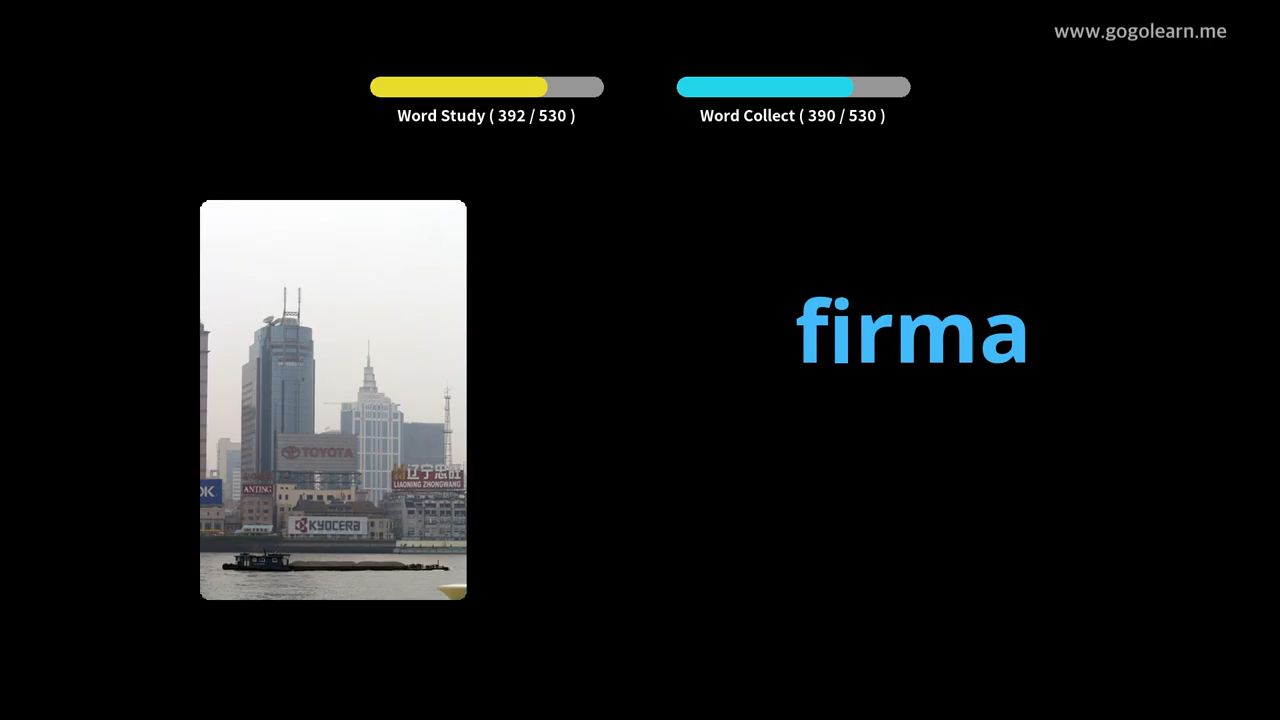 www.gogolearn.me
Word Study ( 392 / 530 )
Word Collect ( 390 / 530 )
firma
TOYOTA
辽宁忠旺
LIAONING ZHONGWANG
OK
ANTING
KYOCERA